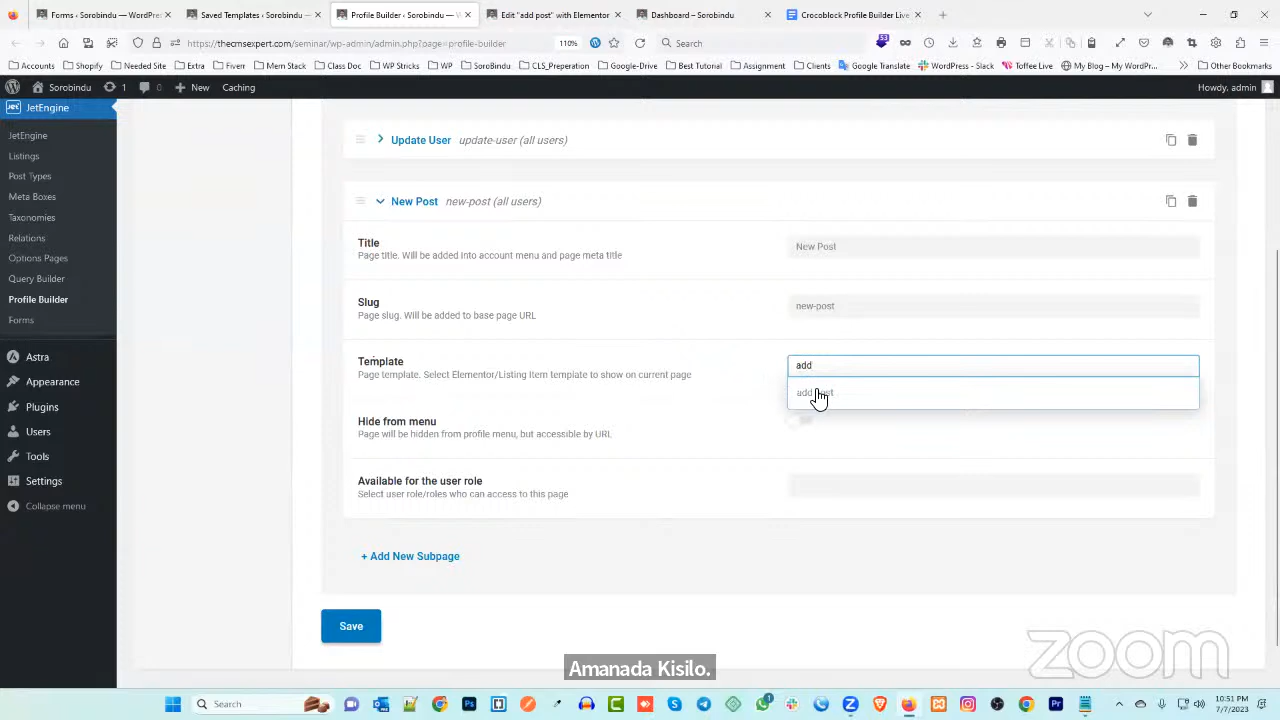 Forms ‹ Sorobindu — WordPre
Saved Templates ‹ Sorobindu —
Profile Builder ‹ Sorobindu — W
Edit "add post" with Elementor
Dashboard ‹ Sorobindu
Crocoblock Profile Builder Live
https://thecmsexpert.com/seminar/wp-admin/admin.php?page=profile-builder
110%
Search
553
Accounts
Shopify
Needed Site
Extra
Fiverr
Mern Stack
Class Doc
WP Stricks
WP
SoroBindu
CLS_Preperation
Google-Drive
Best Tutorial
Assignment
Clients
Google Translate
WordPress - Slack
Toffee Live
My Blog – My WordPr...
Other Bookmarks
Sorobindu
1
0
New
Caching
Howdy, admin
JetEngine
JetEngine
Listings
Post Types
Meta Boxes
Taxonomies
Relations
Options Pages
Query Builder
Profile Builder
Forms
Astra
Appearance
Plugins
Users
Tools
Settings
Collapse menu
Update User update-user (all users)
New Post new-post (all users)
Title
Page title. Will be added into account menu and page meta title
New Post
Slug
Page slug. Will be added to base page URL
new-post
Template
Page template. Select Elementor/Listing Item template to show on current page
add
add post
Hide from menu
Page will be hidden from profile menu, but accessible by URL
Available for the user role
Select user role/roles who can access to this page
+ Add New Subpage
Save
zoom
Amanada Kisilo.
Search
1
10:51 PM
7/7/2023